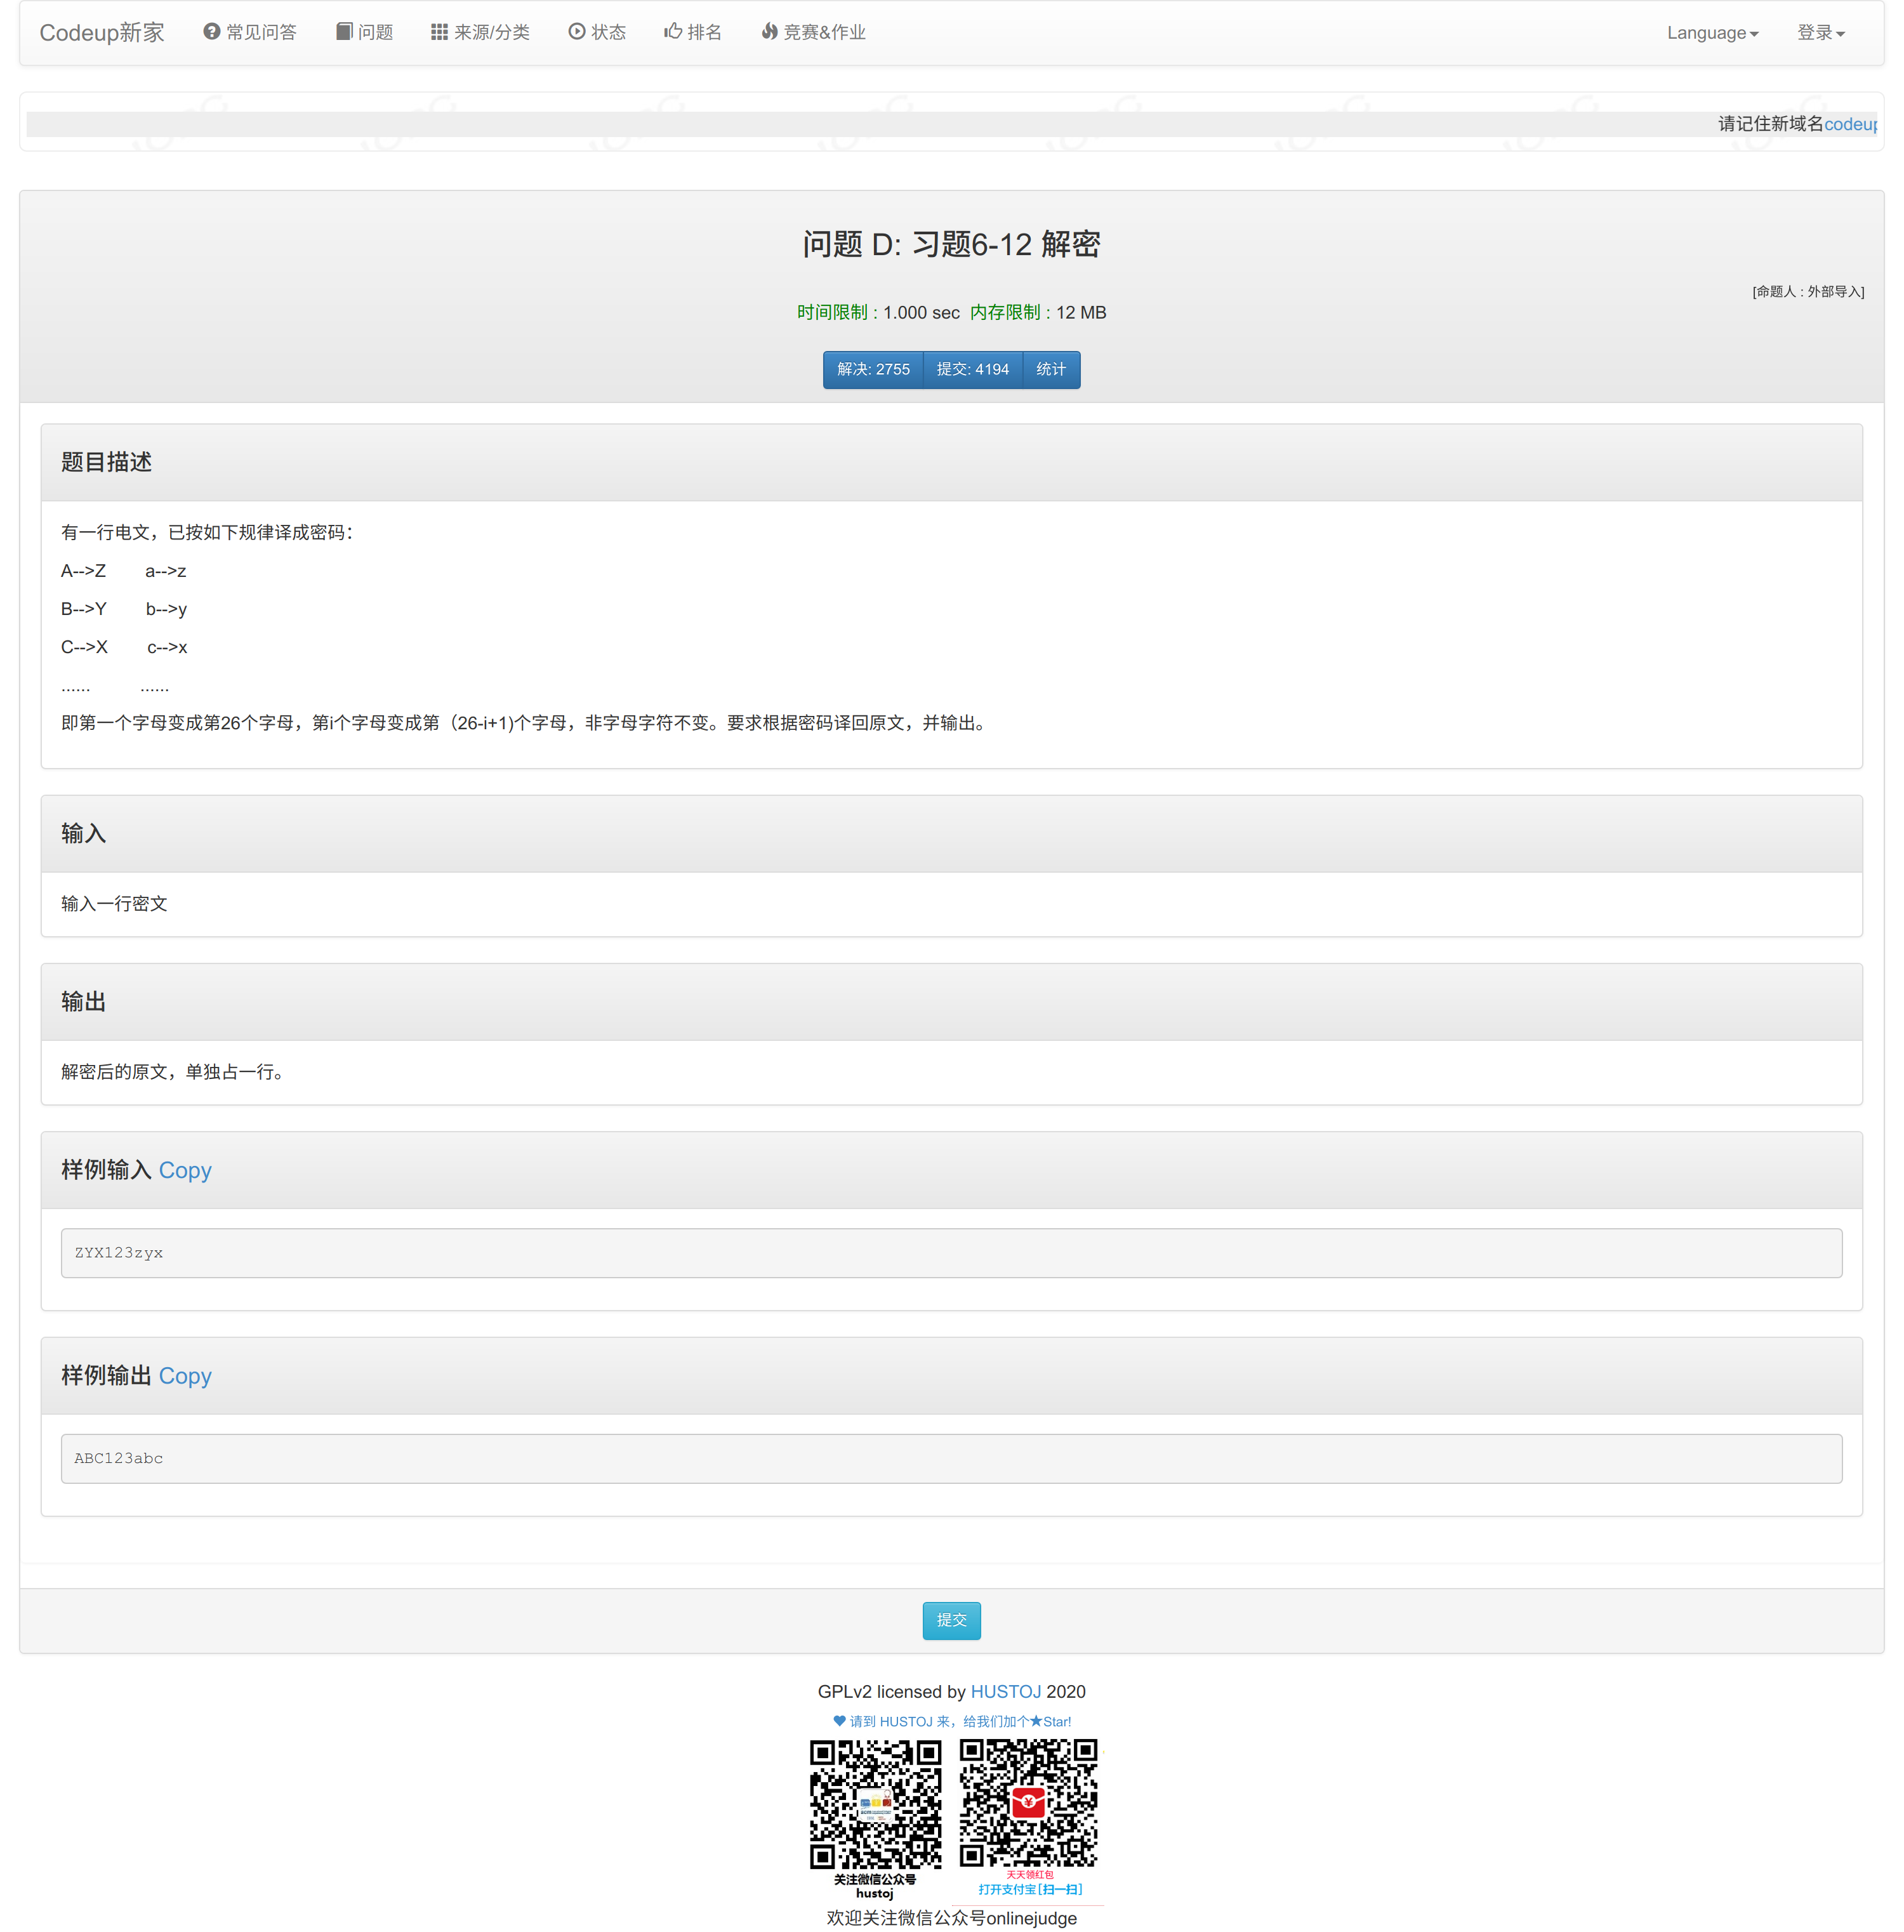 Codeup新家 常见问答 问题 来源/分类 状态 排名 竞赛&作业 Language 登录
请记住新域名codeup
问题 D: 习题6-12 解密
[命题人 : 外部导入]
时间限制 : 1.000 sec 内存限制 : 12 MB
解决: 2755 提交: 4194 统计
题目描述
有一行电文，已按如下规律译成密码：
A-->Z a-->z
B-->Y b-->y
C-->X c-->x
...... ......
即第一个字母变成第26个字母，第i个字母变成第（26-i+1)个字母，非字母字符不变。要求根据密码译回原文，并输出。
输入
输入一行密文
输出
解密后的原文，单独占一行。
样例输入 Copy
ZYX123zyx
样例输出 Copy
ABC123abc
提交
GPLv2 licensed by HUSTOJ 2020
请到 HUSTOJ 来，给我们加个★Star!
关注微信公众号
hustoj
天天领红包
打开支付宝[扫一扫]
欢迎关注微信公众号onlinejudge